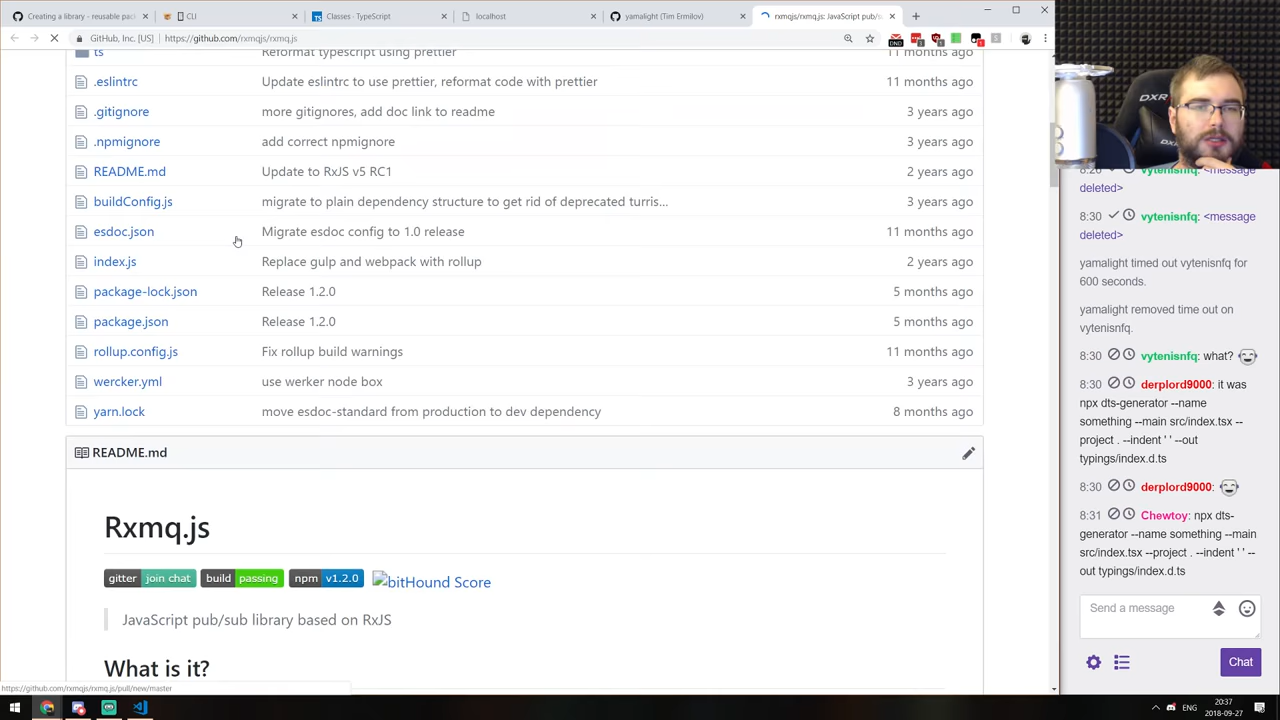 Creating a library - reusable pac
CLI
Classes · TypeScript
localhost
yamalight (Tim Ermilov)
rxmqjs/rxmq.js: JavaScript pub/su
GitHub, Inc. [US]
https://github.com/rxmqjs/rxmq.js
DND
ts
Reformat typescript using prettier
11 months ago
.eslintrc
Update eslintrc to use prettier, reformat code with prettier
11 months ago
.gitignore
more gitignores, add doc link to readme
3 years ago
.npmignore
add correct npmignore
3 years ago
README.md
Update to RxJS v5 RC1
2 years ago
buildConfig.js
migrate to plain dependency structure to get rid of deprecated turris...
3 years ago
esdoc.json
Migrate esdoc config to 1.0 release
11 months ago
index.js
Replace gulp and webpack with rollup
2 years ago
package-lock.json
Release 1.2.0
5 months ago
package.json
Release 1.2.0
5 months ago
rollup.config.js
Fix rollup build warnings
11 months ago
wercker.yml
use werker node box
3 years ago
yarn.lock
move esdoc-standard from production to dev dependency
8 months ago
README.md
Rxmq.js
gitter join chat
build passing
npm v1.2.0
bitHound Score
JavaScript pub/sub library based on RxJS
What is it?
https://github.com/rxmqjs/rxmq.js/pull/new/master
DXR
DXR
8:26 vytenisnfq: <message
deleted>
8:30 vytenisnfq: <message
deleted>
yamalight timed out vytenisnfq for
600 seconds.
yamalight removed time out on
vytenisnfq.
8:30 vytenisnfq: what?
8:30 derplord9000: it was
npx dts-generator --name
something --main src/index.tsx --
project . --indent ' ' --out
typings/index.d.ts
8:30 derplord9000:
8:31 Chewtoy: npx dts-
generator --name something --main
src/index.tsx --project . --indent ' ' --
out typings/index.d.ts
Send a message
Chat
ENG
20:37
2018-09-27